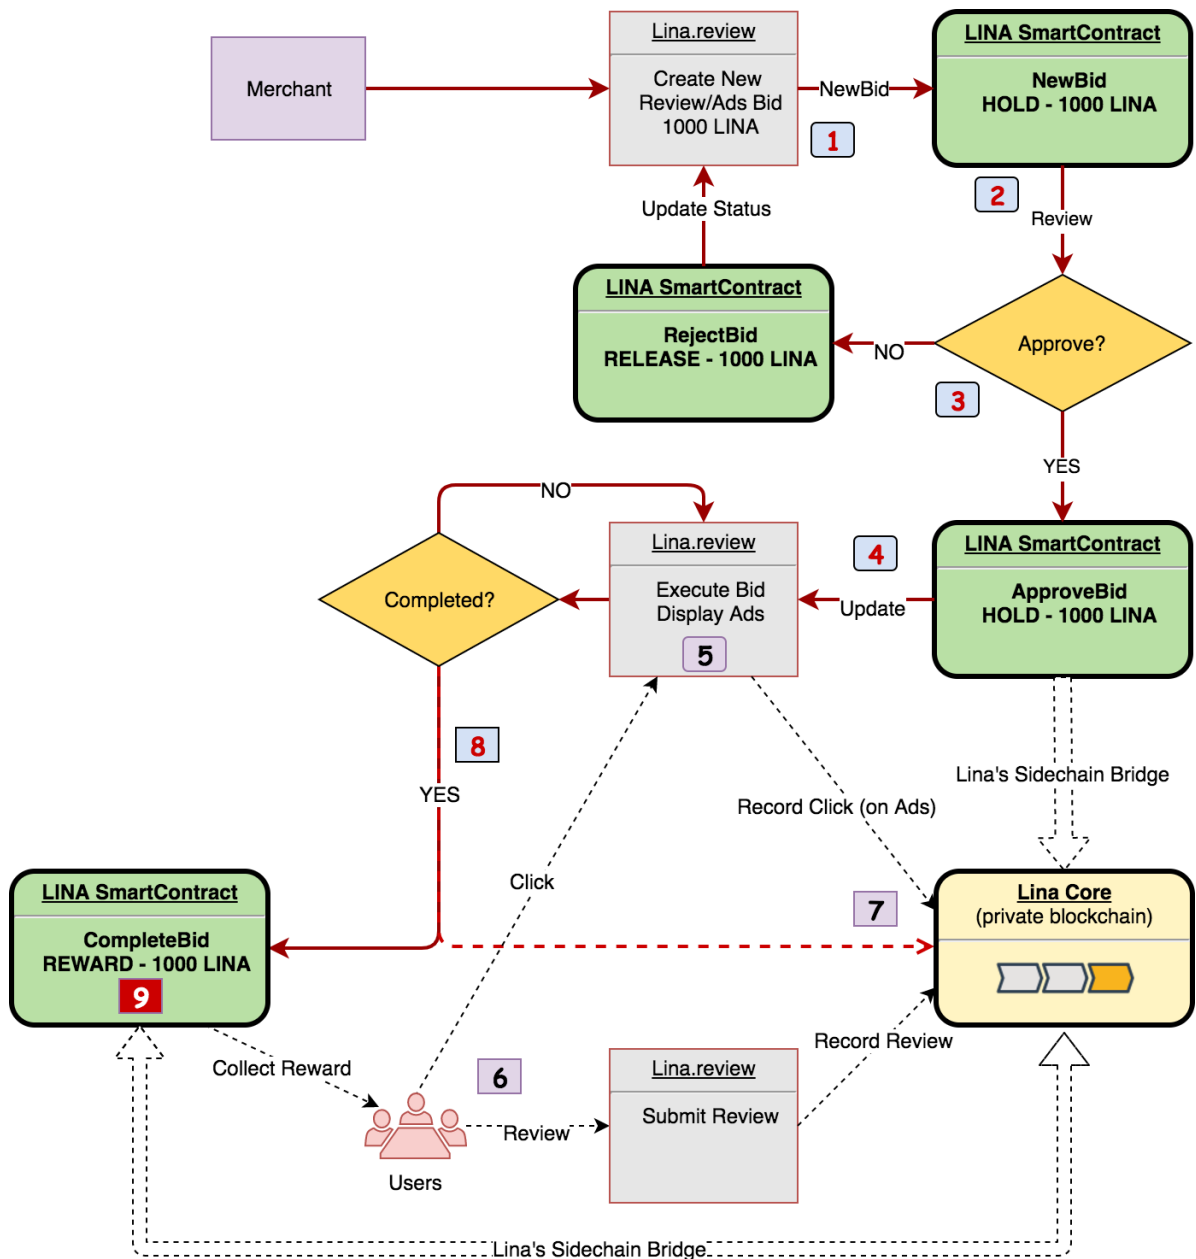 Merchant
Lina.review
Create New
Review/Ads Bid
1000 LINA
NewBid
1
LINA SmartContract
NewBid
HOLD - 1000 LINA
2
Review
Update Status
LINA SmartContract
RejectBid
RELEASE - 1000 LINA
NO
Approve?
3
YES
NO
Completed?
Lina.review
Execute Bid
Display Ads
5
4
Update
LINA SmartContract
ApproveBid
HOLD - 1000 LINA
8
YES
Lina's Sidechain Bridge
Record Click (on Ads)
Click
7
Lina Core
(private blockchain)
LINA SmartContract
CompleteBid
REWARD - 1000 LINA
9
Collect Reward
6
Review
Users
Lina.review
Submit Review
Record Review
Lina's Sidechain Bridge